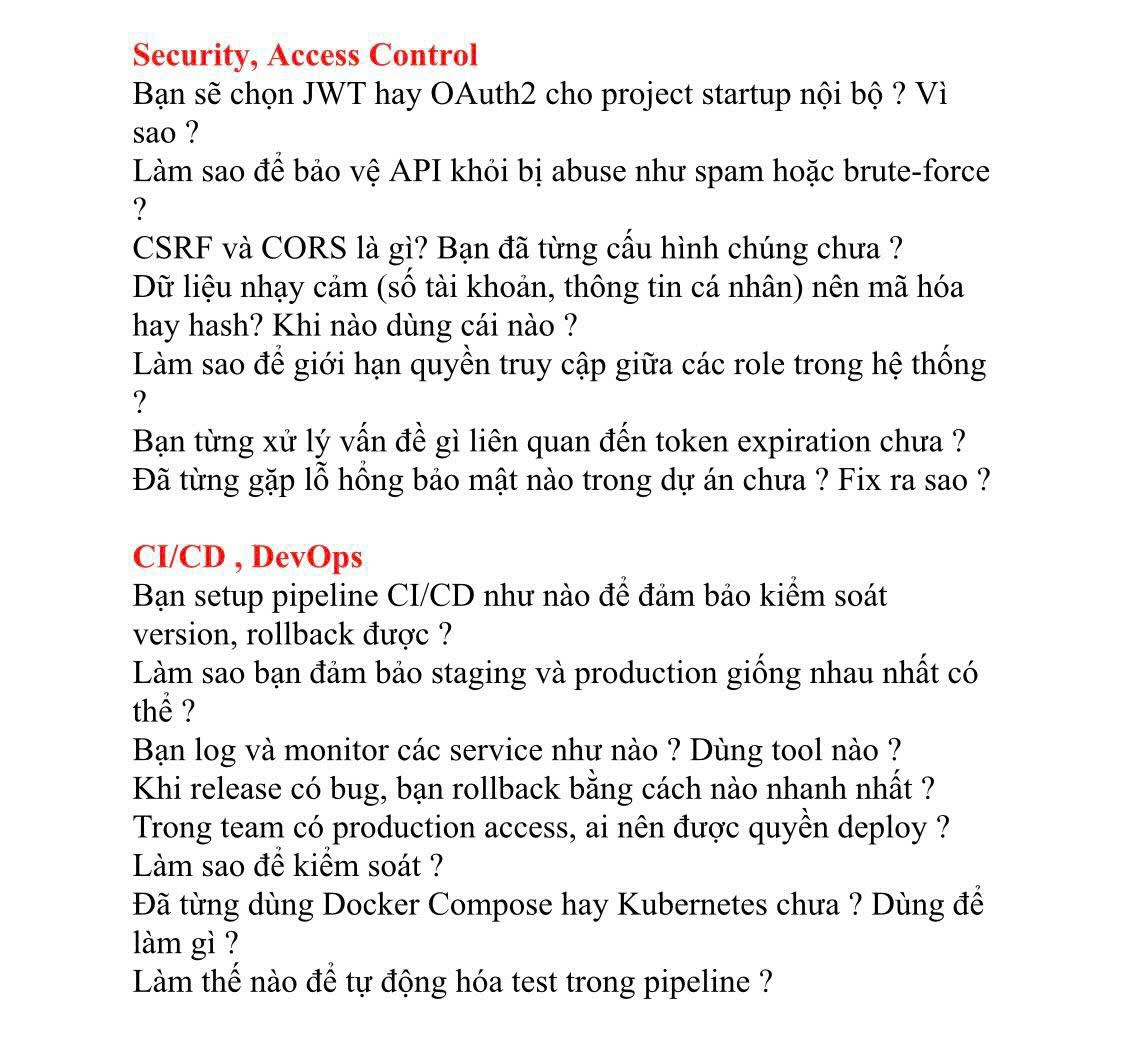 Security, Access Control
Bạn sẽ chọn JWT hay OAuth2 cho project startup nội bộ ? Vì
sao ?
Làm sao để bảo vệ API khỏi bị abuse như spam hoặc brute-force
?
CSRF và CORS là gì? Bạn đã từng cấu hình chúng chưa ?
Dữ liệu nhạy cảm (số tài khoản, thông tin cá nhân) nên mã hóa
hay hash? Khi nào dùng cái nào ?
Làm sao để giới hạn quyền truy cập giữa các role trong hệ thống
?
Bạn từng xử lý vấn đề gì liên quan đến token expiration chưa ?
Đã từng gặp lỗ hổng bảo mật nào trong dự án chưa ? Fix ra sao ?
CI/CD , DevOps
Bạn setup pipeline CI/CD như nào để đảm bảo kiểm soát
version, rollback được ?
Làm sao bạn đảm bảo staging và production giống nhau nhất có
thể ?
Bạn log và monitor các service như nào ? Dùng tool nào ?
Khi release có bug, bạn rollback bằng cách nào nhanh nhất ?
Trong team có production access, ai nên được quyền deploy ?
Làm sao để kiểm soát ?
Đã từng dùng Docker Compose hay Kubernetes chưa ? Dùng để
làm gì ?
Làm thế nào để tự động hóa test trong pipeline ?